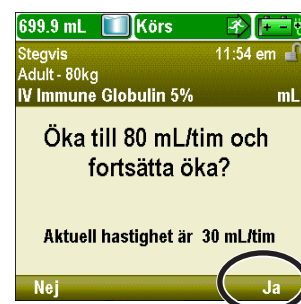 699.9 mL Körs
Stegvis 11:54 em
Adult - 80kg
IV Immune Globulin 5% mL
Öka till 80 mL/tim och
fortsätta öka?
Aktuell hastighet är 30 mL/tim
Nej Ja